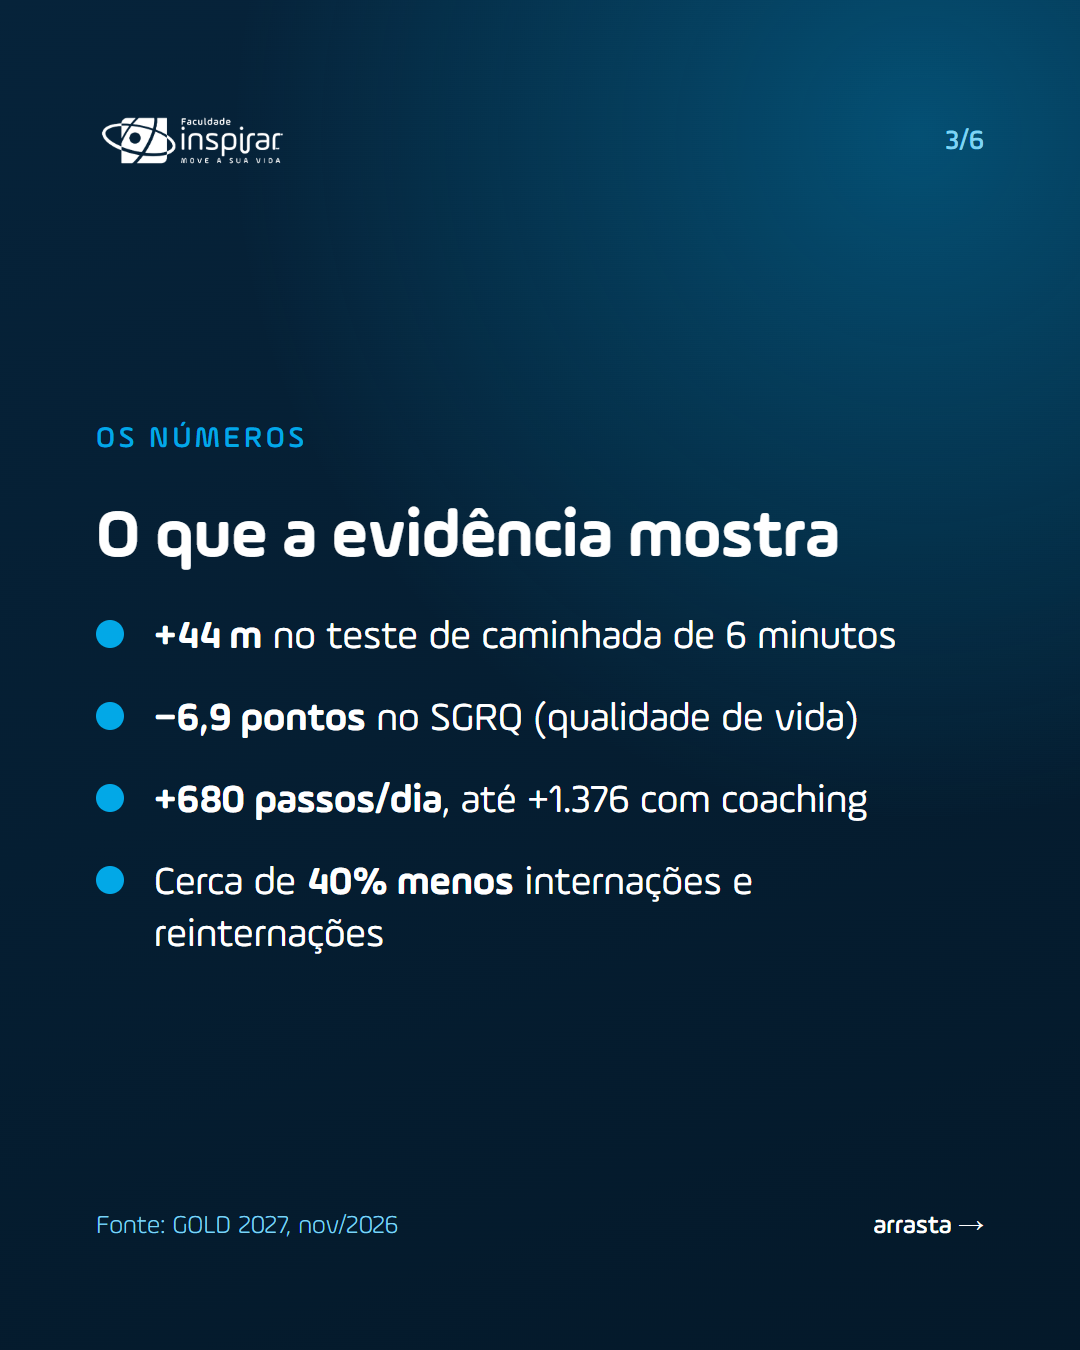 Faculdade
inspirar
MOVE A SUA VIDA
3/6
OS NÚMEROS
O que a evidência mostra
+44 m no teste de caminhada de 6 minutos
−6,9 pontos no SGRQ (qualidade de vida)
+680 passos/dia, até +1.376 com coaching
Cerca de 40% menos internações e
reinternações
Fonte: GOLD 2027, nov/2026
arrasta →